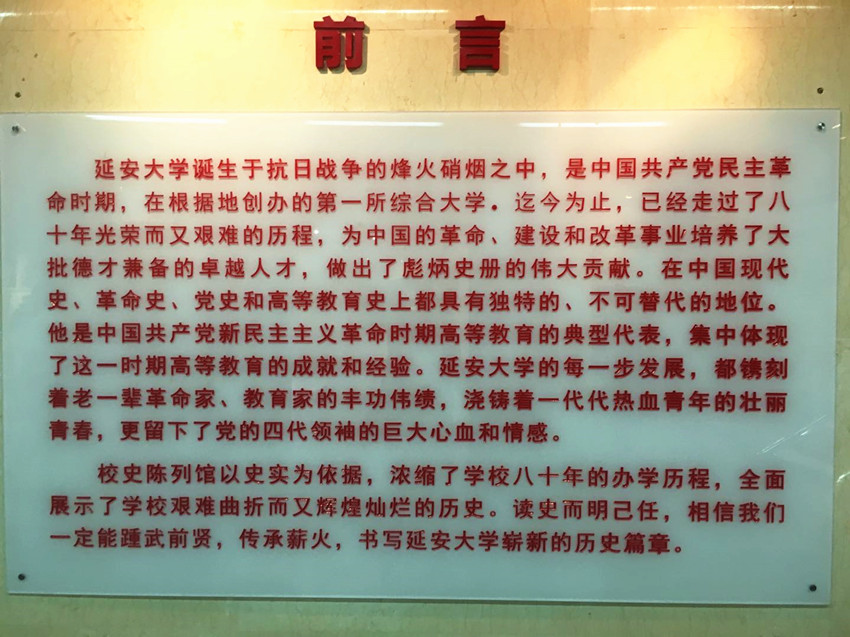 前言
延安大学诞生于抗日战争的烽火硝烟之中，是中国共产党民主革
命时期，在根据地创办的第一所综合大学。迄今为止，已经走过了八
十年光荣而又艰难的历程，为中国的革命、建设和改革事业培养了大
批德才兼备的卓越人才，做出了彪炳史册的伟大贡献。在中国现代
史、革命史、党史和高等教育史上都具有独特的、不可替代的地位。
他是中国共产党新民主主义革命时期高等教育的典型代表，集中体现
了这一时期高等教育的成就和经验。延安大学的每一步发展，都镌刻
着老一辈革命家、教育家的丰功伟绩，浇铸着一代代热血青年的壮丽
青春，更留下了党的四代领袖的巨大心血和情感。
校史陈列馆以史实为依据，浓缩了学校八十年的办学历程，全面
展示了学校艰难曲折而又辉煌灿烂的历史。读史而明己任，相信我们
一定能踵武前贤，传承薪火，书写延安大学崭新的历史篇章。